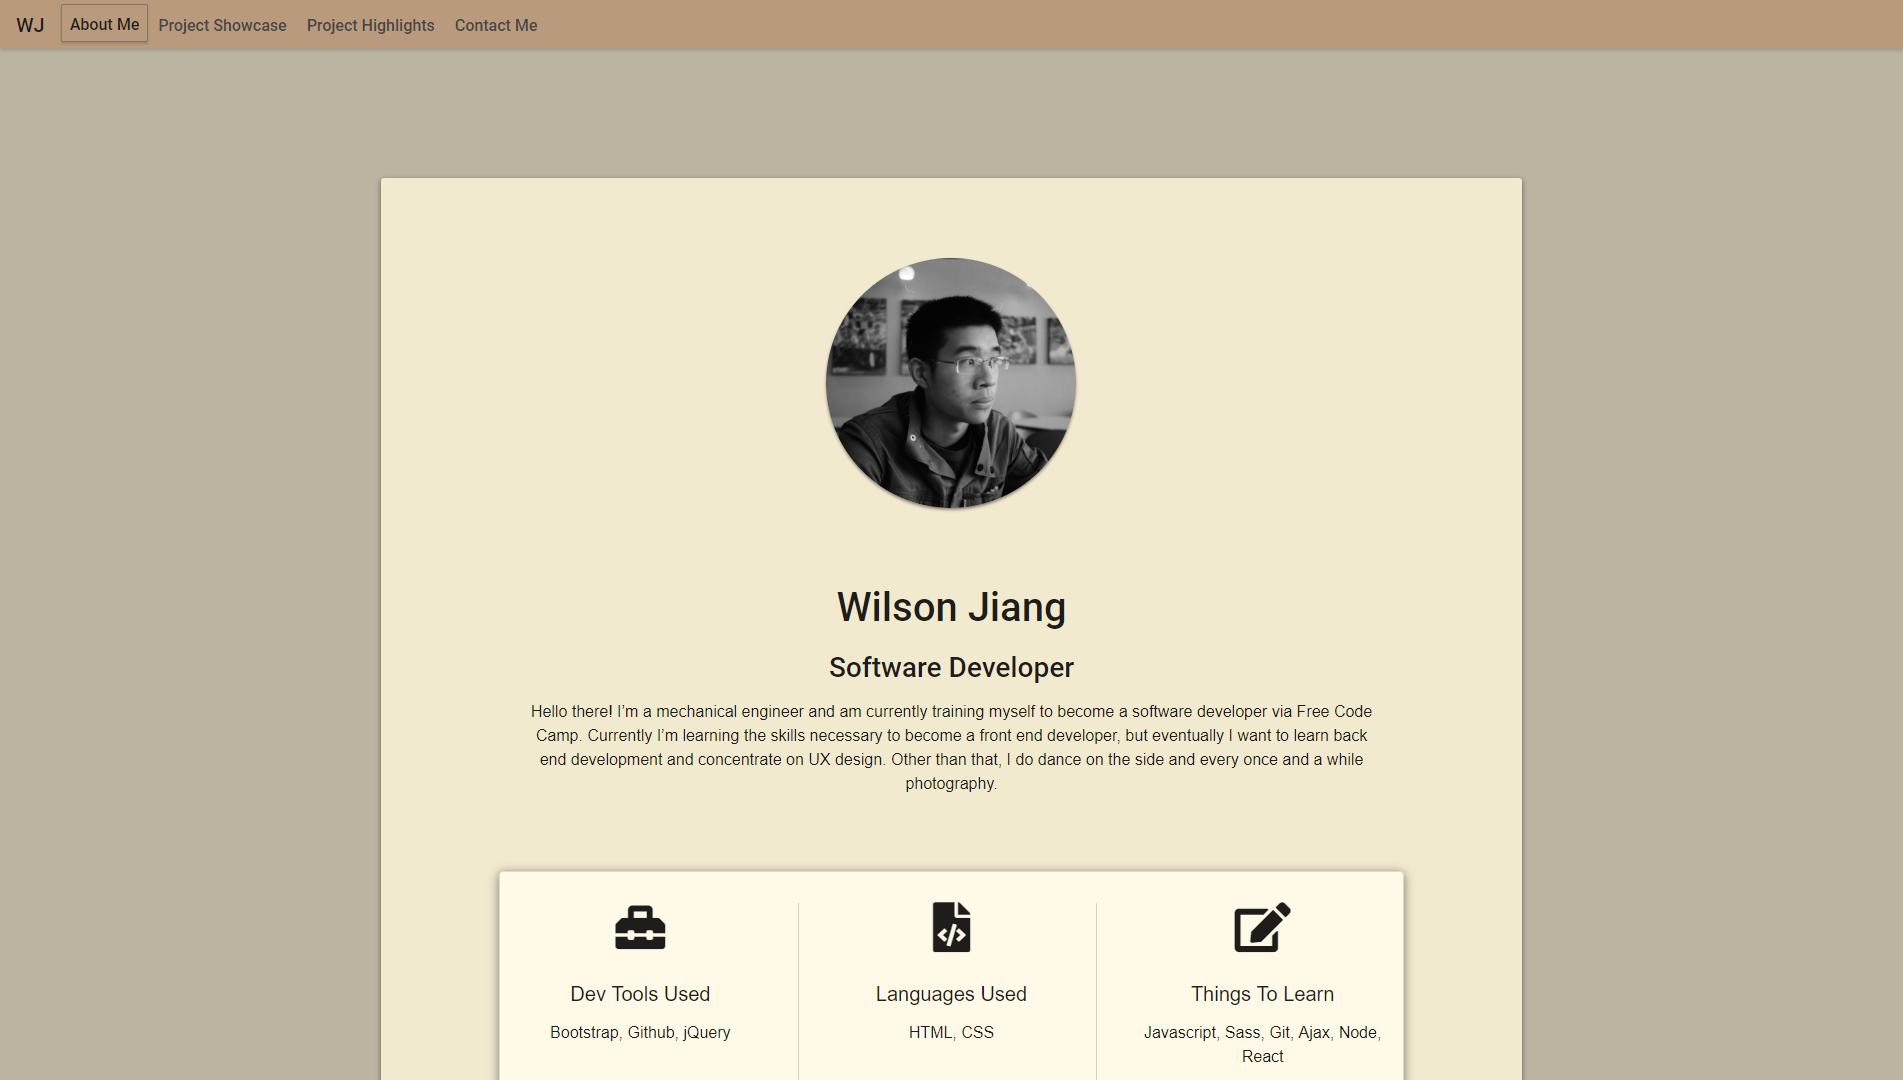 WJ About Me Project Showcase Project Highlights Contact Me
Wilson Jiang
Software Developer
Hello there! I’m a mechanical engineer and am currently training myself to become a software developer via Free Code
Camp. Currently I’m learning the skills necessary to become a front end developer, but eventually I want to learn back
end development and concentrate on UX design. Other than that, I do dance on the side and every once and a while
photography.
Dev Tools Used
Bootstrap, Github, jQuery
Languages Used
HTML, CSS
Things To Learn
Javascript, Sass, Git, Ajax, Node,
React